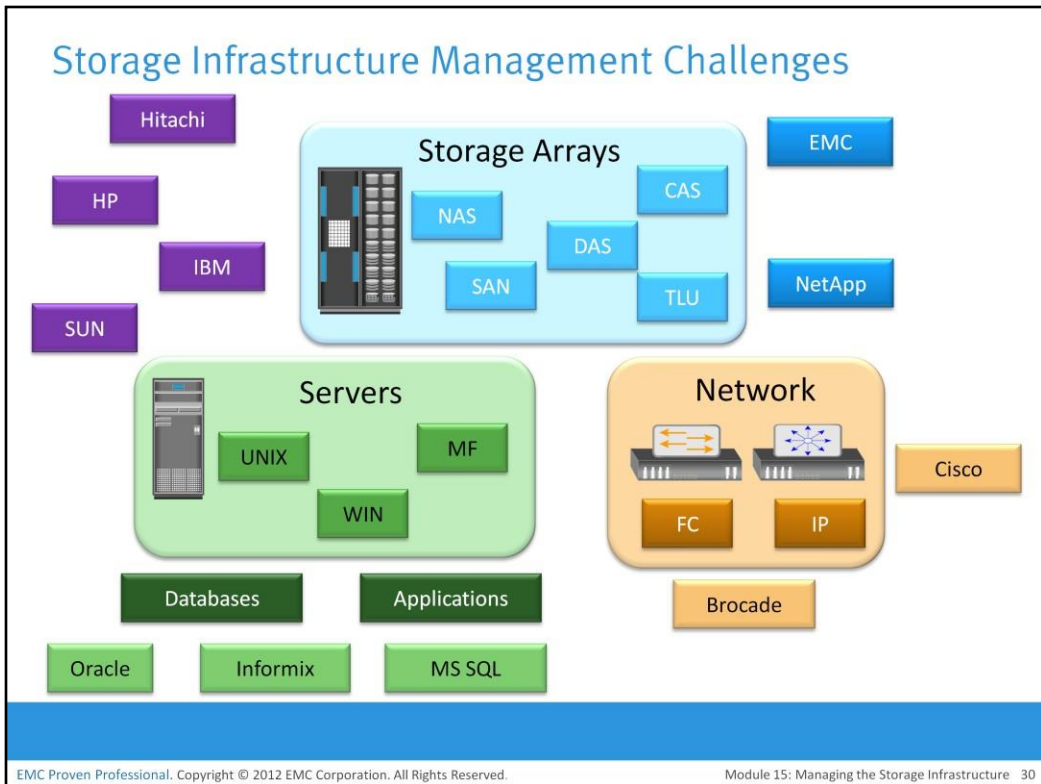 Storage Infrastructure Management Challenges
Hitachi
HP
IBM
SUN
Storage Arrays
NAS
SAN
DAS
CAS
TLU
EMC
NetApp
Servers
UNIX
WIN
MF
Network
FC
IP
Cisco
Brocade
Databases
Applications
Oracle
Informix
MS SQL
EMC Proven Professional. Copyright © 2012 EMC Corporation. All Rights Reserved.
Module 15: Managing the Storage Infrastructure 30